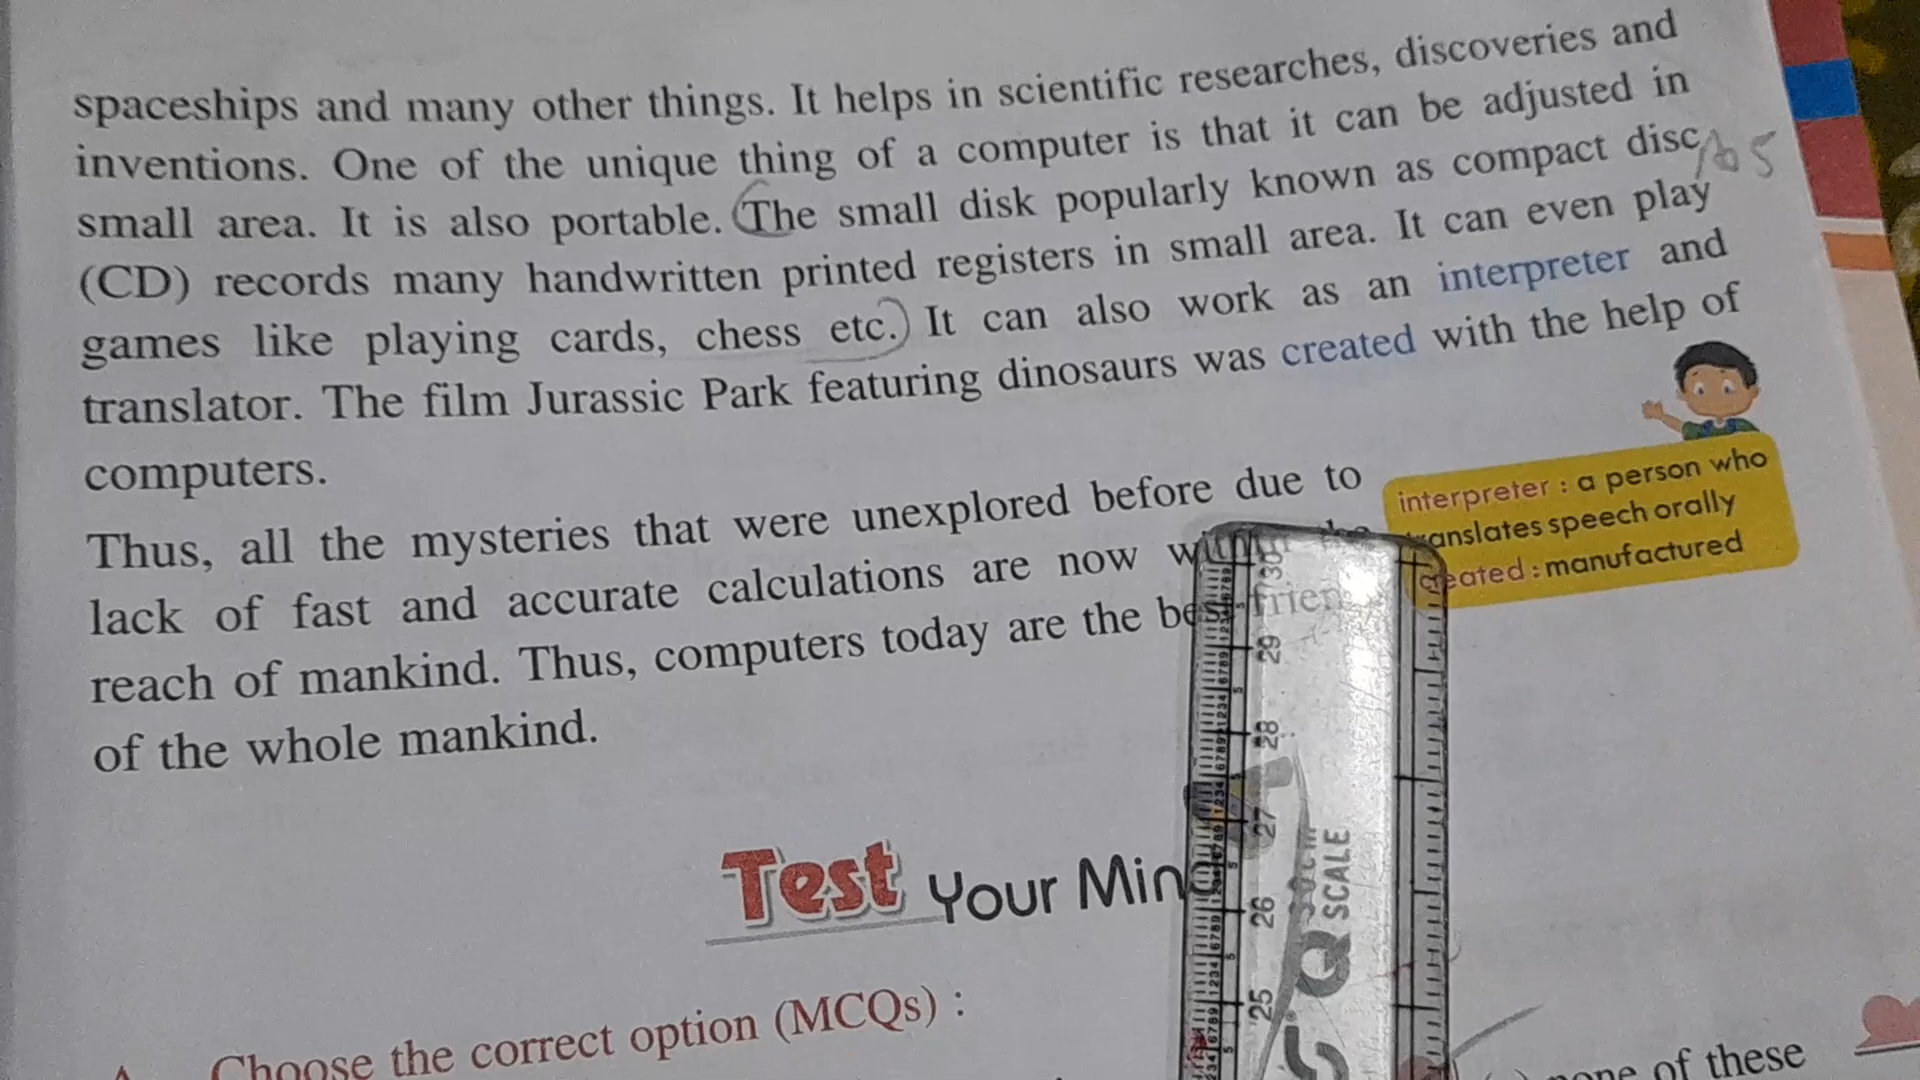 spaceships and many other things. It helps in scientific researches, discoveries and
inventions. One of the unique thing of a computer is that it can be adjusted in
small area. It is also portable. The small disk popularly known as compact disc
(CD) records many handwritten printed registers in small area. It can even play
games like playing cards, chess etc. It can also work as an interpreter and
translator. The film Jurassic Park featuring dinosaurs was created with the help of
computers.
Thus, all the mysteries that were unexplored before due to
lack of fast and accurate calculations are now
reach of mankind. Thus, computers today are the best
of the whole mankind.
interpreter : a person who
translates speech orally
created : manufactured
Test Your Mind
30
29
28
27
26
25
30cm
SCALE
Choose the correct option (MCQs) :
none of these